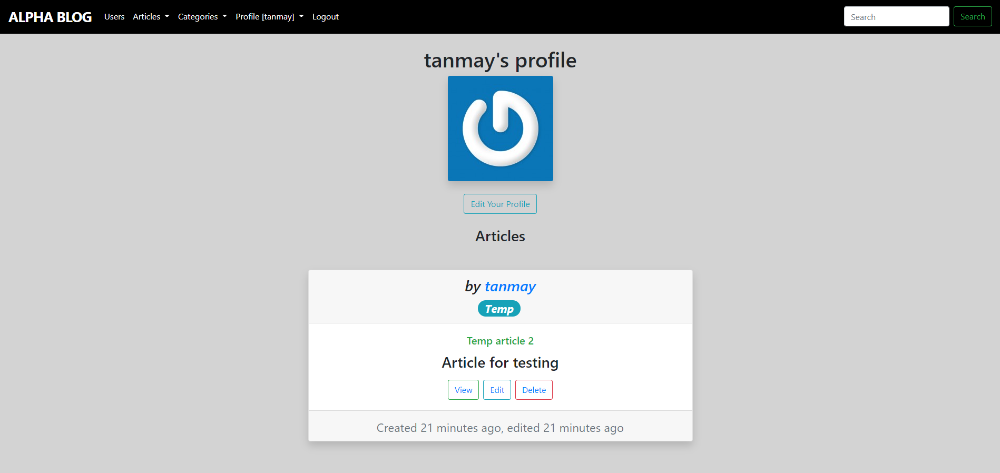 ALPHA BLOG Users Articles Categories Profile [tanmay] Logout Search Search
tanmay's profile
Edit Your Profile
Articles
by tanmay
Temp
Temp article 2
Article for testing
View Edit Delete
Created 21 minutes ago, edited 21 minutes ago